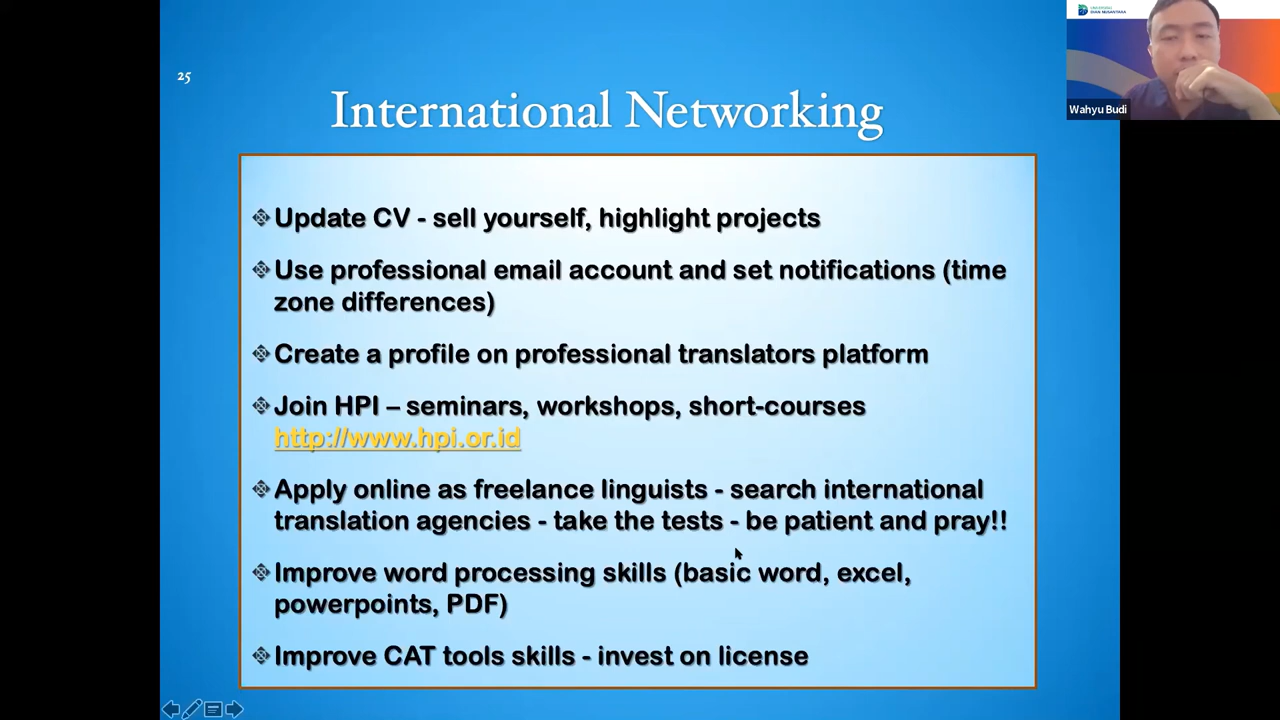 25
International Networking
Update CV - sell yourself, highlight projects
Use professional email account and set notifications (time
zone differences)
Create a profile on professional translators platform
Join HPI – seminars, workshops, short-courses
http://www.hpi.or.id
Apply online as freelance linguists - search international
translation agencies - take the tests - be patient and pray!!
Improve word processing skills (basic word, excel,
powerpoints, PDF)
Improve CAT tools skills - invest on license
BINA NUSANTARA
Wahyu Budi